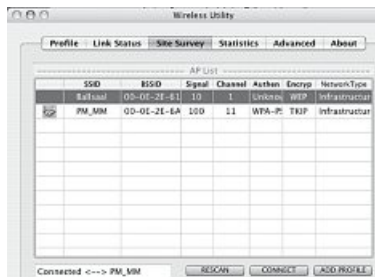 Wireless Utility
Profile Link Status Site Survey Statistics Advanced About
AP List
SSID BSSID Signal Channel Authen Encryp NetworkType
Ballsaal 00-0E-2E-61 10 1 Unknow WEP Infrastructur
PM_MM 00-0E-2E-6A 100 11 WPA-PS TKIP Infrastructur
Connected <--> PM_MM RESCAN CONNECT ADD PROFILE